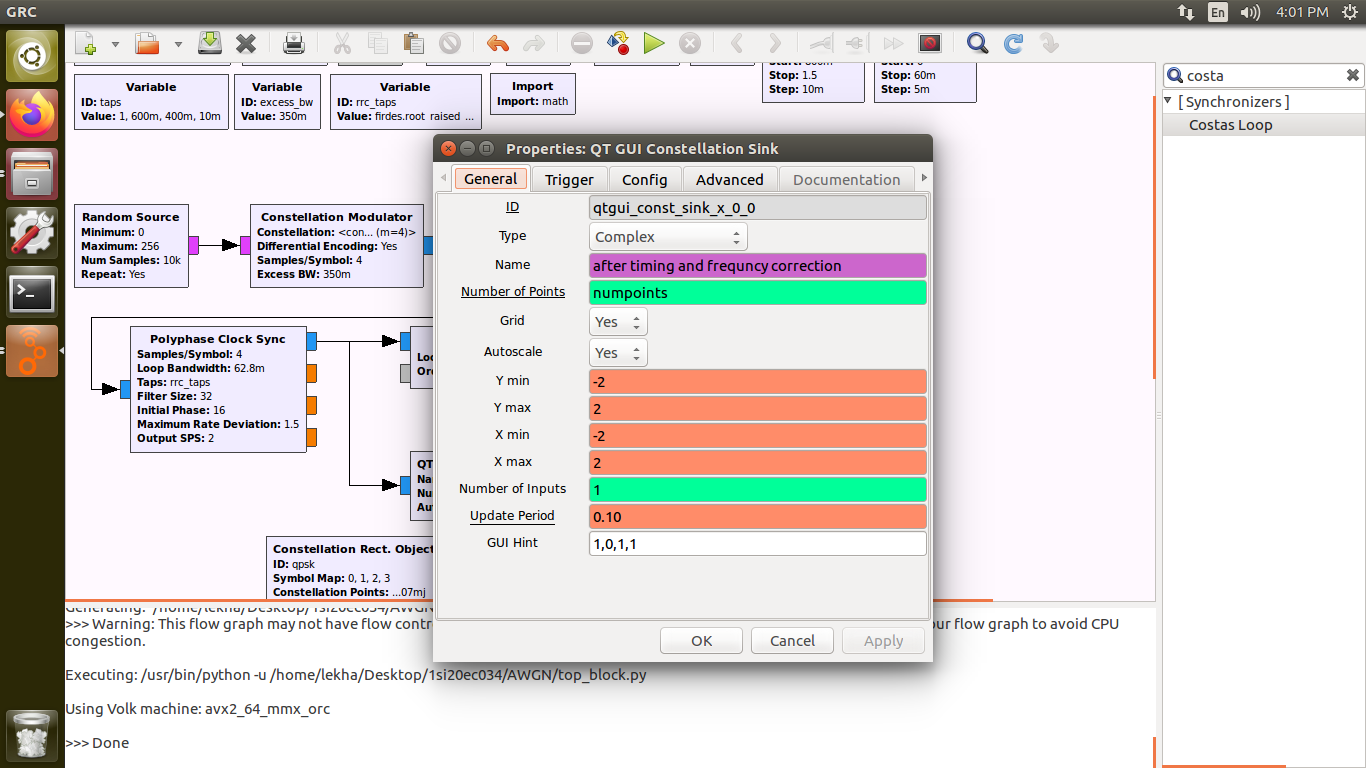 GRC
En
4:01 PM
Variable
ID: taps
Value: 1, 600m, 400m, 10m
Variable
ID: excess_bw
Value: 350m
Variable
ID: rrc_taps
Value: firdes.root_raised_...
Import
Import: math
Stop: 1.5
Step: 10m
Stop: 60m
Step: 5m
costa
[ Synchronizers ]
Costas Loop
Random Source
Minimum: 0
Maximum: 256
Num Samples: 10k
Repeat: Yes
Constellation Modulator
Constellation: <con... (m=4)>
Differential Encoding: Yes
Samples/Symbol: 4
Excess BW: 350m
Polyphase Clock Sync
Samples/Symbol: 4
Loop Bandwidth: 62.8m
Taps: rrc_taps
Filter Size: 32
Initial Phase: 16
Maximum Rate Deviation: 1.5
Output SPS: 2
Loo
Or
QT
Na
Nu
Au
Constellation Rect. Object
ID: qpsk
Symbol Map: 0, 1, 2, 3
Constellation Points: ...07mj
Properties: QT GUI Constellation Sink
General
Trigger
Config
Advanced
Documentation
ID
qtgui_const_sink_x_0_0
Type
Complex
Name
after timing and frequncy correction
Number of Points
numpoints
Grid
Yes
Autoscale
Yes
Y min
-2
Y max
2
X min
-2
X max
2
Number of Inputs
1
Update Period
0.10
GUI Hint
1,0,1,1
OK
Cancel
Apply
Generating: '/home/lekha/Desktop/1si20ec034/AWGN
>>> Warning: This flow graph may not have flow contr
our flow graph to avoid CPU
congestion.
Executing: /usr/bin/python -u /home/lekha/Desktop/1si20ec034/AWGN/top_block.py
Using Volk machine: avx2_64_mmx_orc
>>> Done